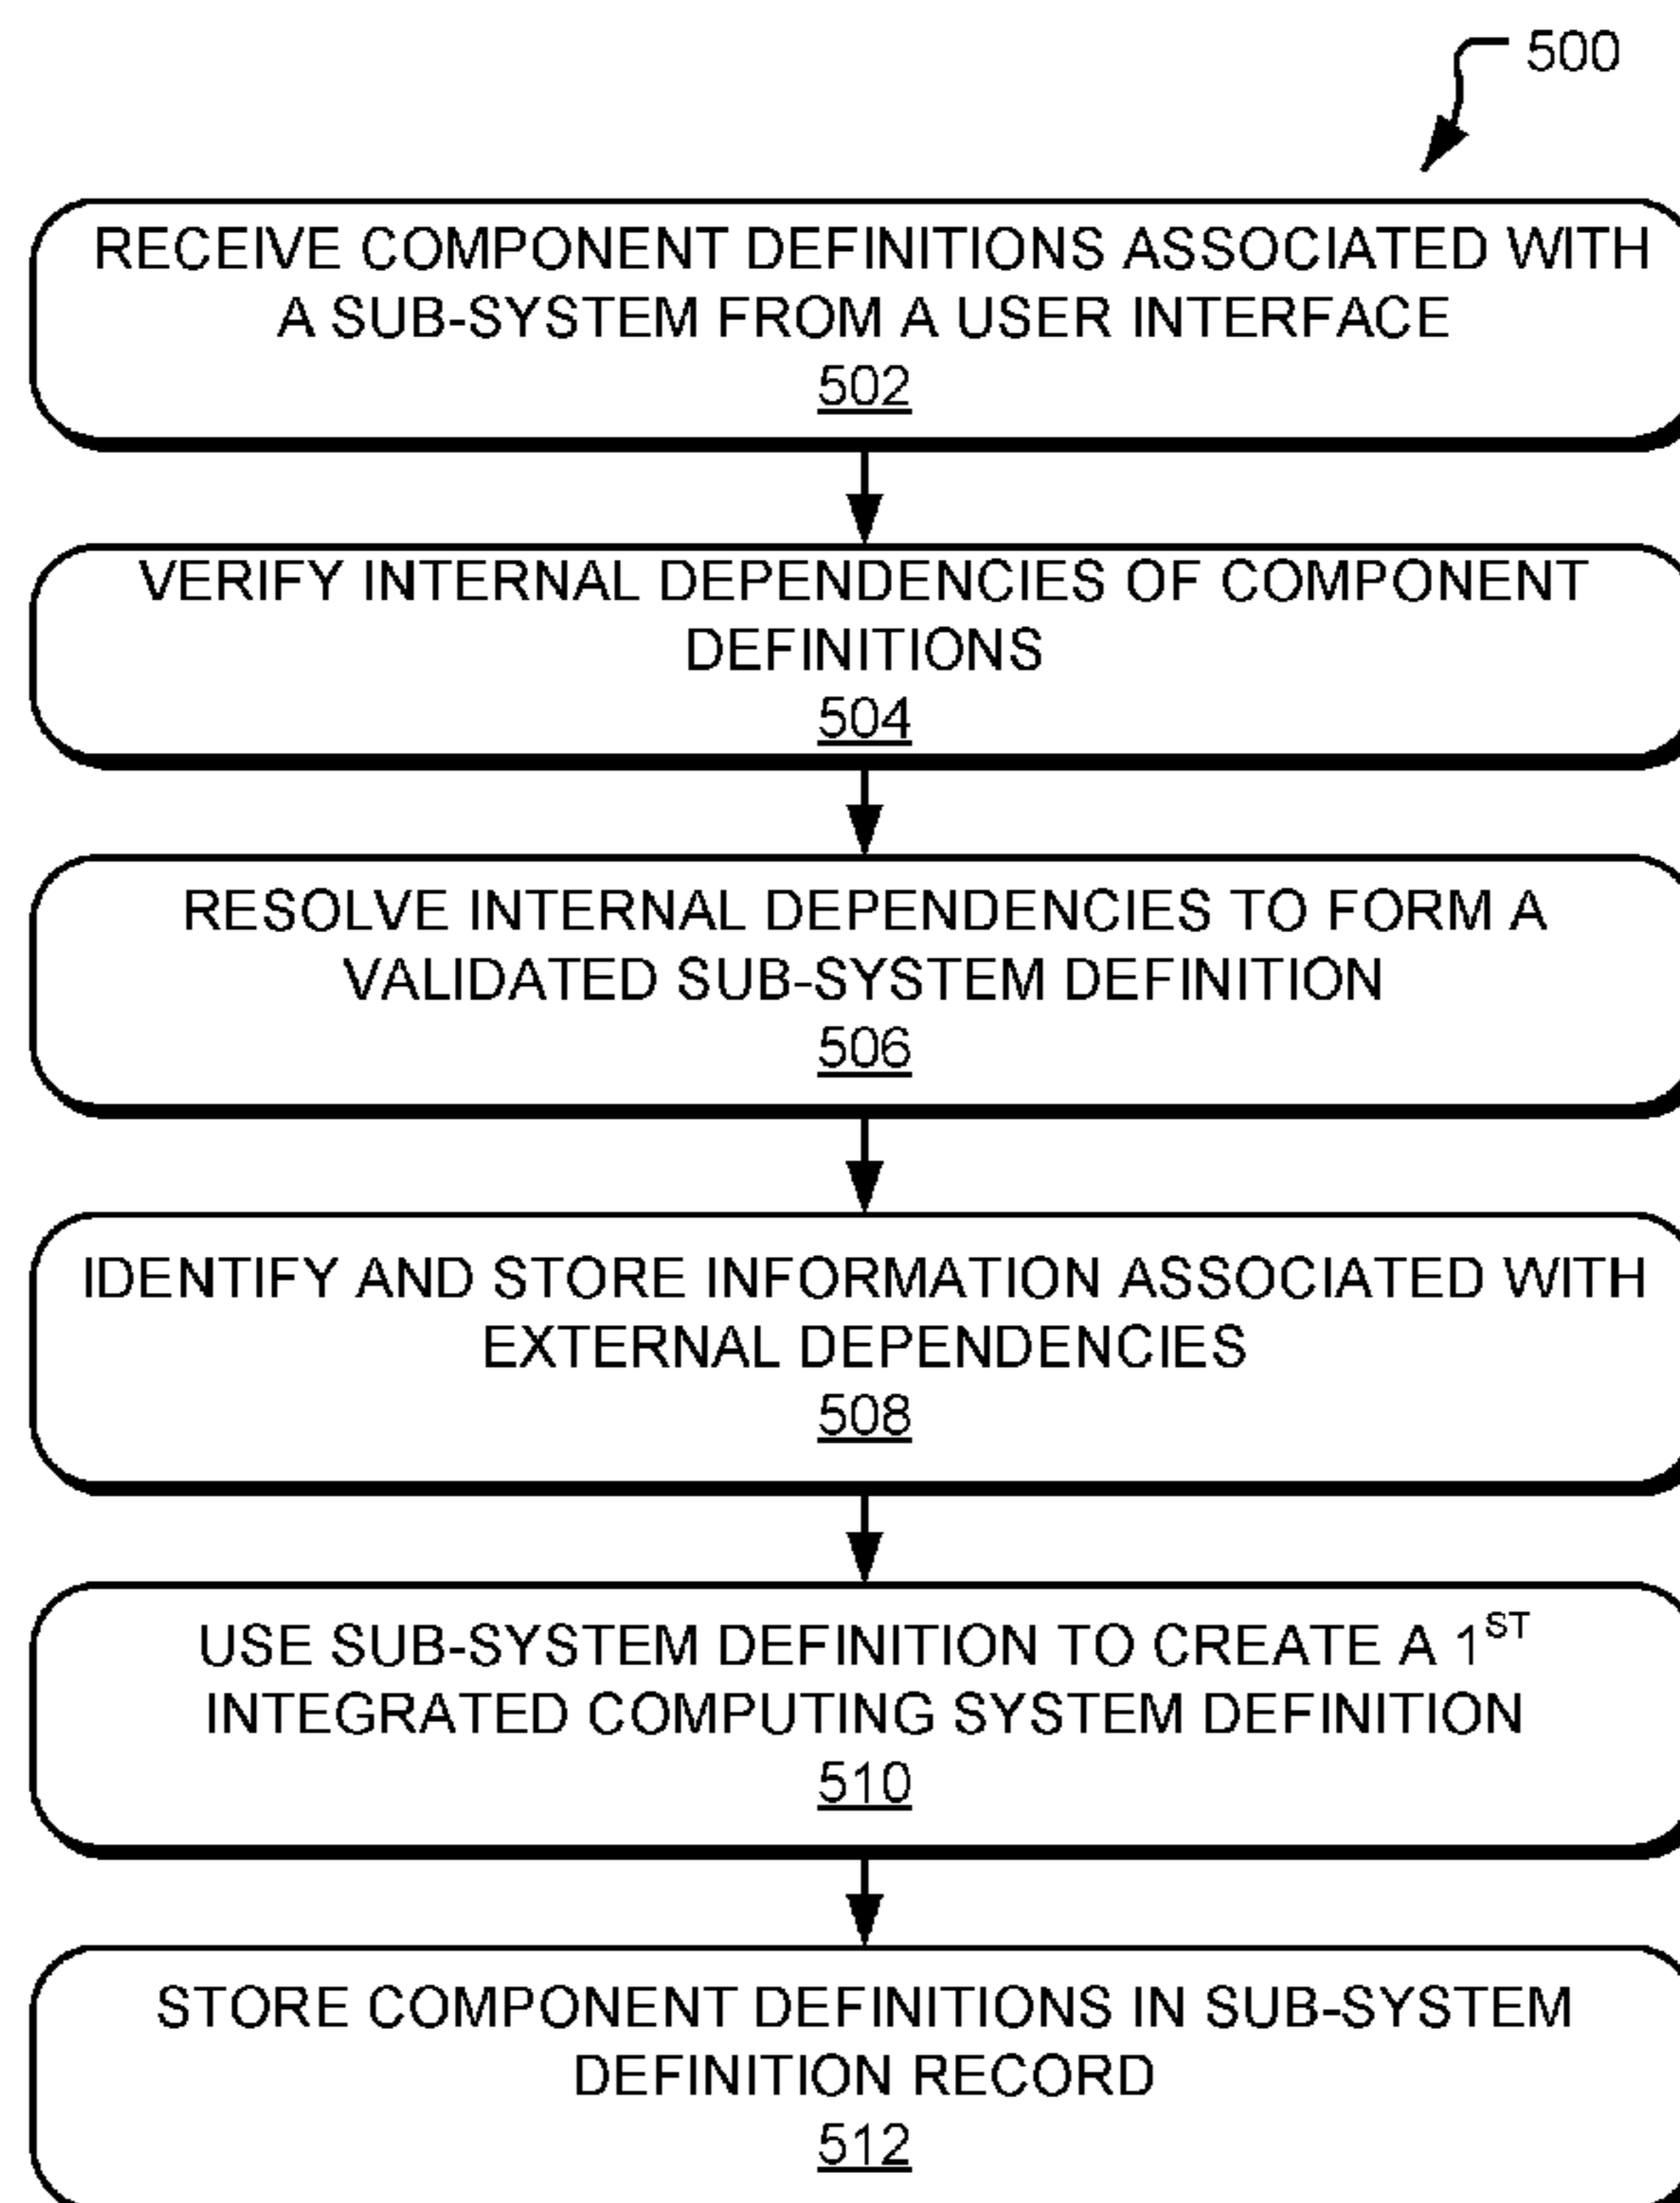 500
RECEIVE COMPONENT DEFINITIONS ASSOCIATED WITH
A SUB-SYSTEM FROM A USER INTERFACE
502
VERIFY INTERNAL DEPENDENCIES OF COMPONENT
DEFINITIONS
504
RESOLVE INTERNAL DEPENDENCIES TO FORM A
VALIDATED SUB-SYSTEM DEFINITION
506
IDENTIFY AND STORE INFORMATION ASSOCIATED WITH
EXTERNAL DEPENDENCIES
508
USE SUB-SYSTEM DEFINITION TO CREATE A 1ST
INTEGRATED COMPUTING SYSTEM DEFINITION
510
STORE COMPONENT DEFINITIONS IN SUB-SYSTEM
DEFINITION RECORD
512